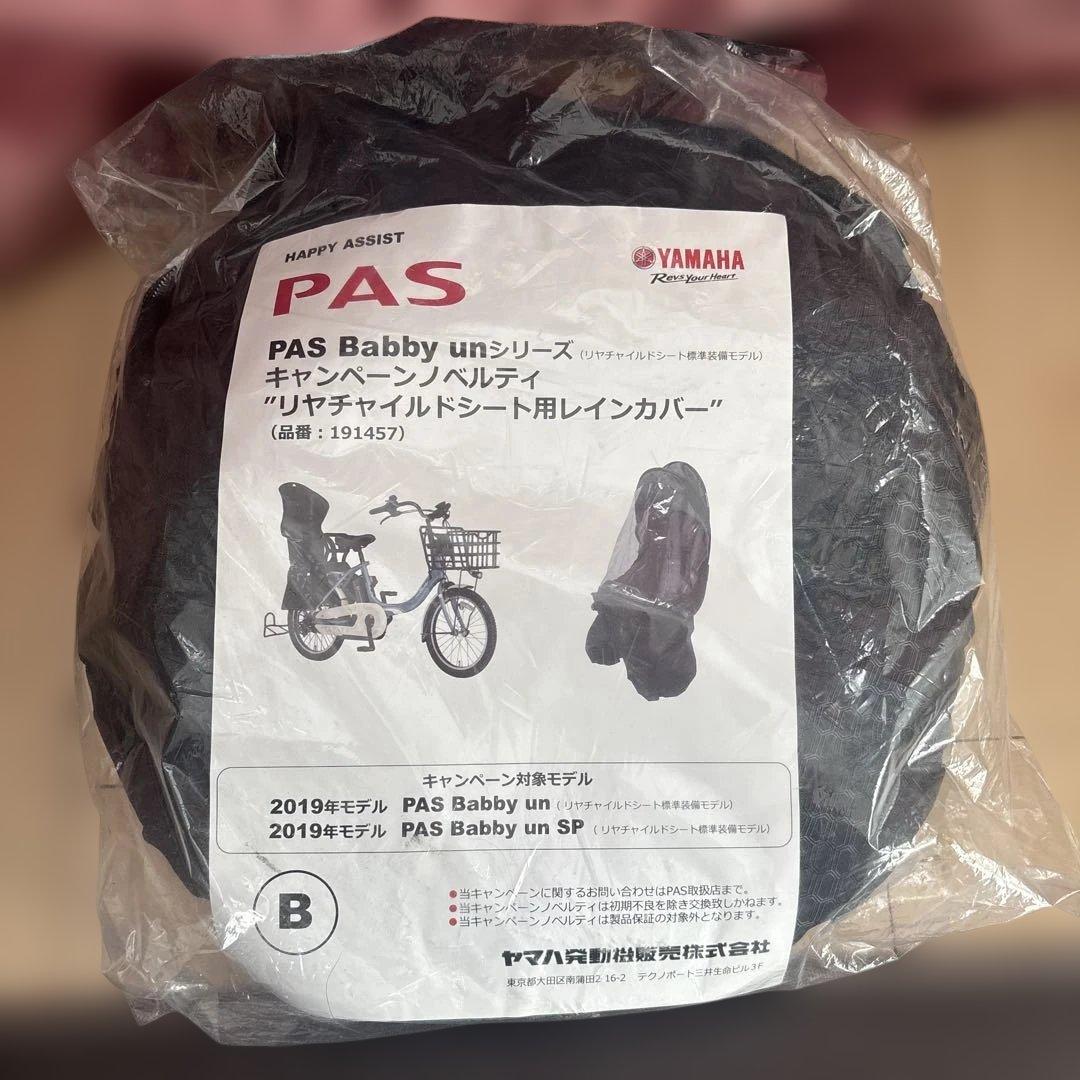 HAPPY ASSIST
PAS
YAMAHA
Revs Your Heart
PAS Babby unシリーズ（リヤチャイルドシート標準装備モデル）
キャンペーンノベルティ
”リヤチャイルドシート用レインカバー”
（品番：191457）
キャンペーン対象モデル
2019年モデル PAS Babby un（リヤチャイルドシート標準装備モデル）
2019年モデル PAS Babby un SP（リヤチャイルドシート標準装備モデル）
B
●当キャンペーンに関するお問い合わせはPAS取扱店まで。
●当キャンペーンノベルティは初期不良を除き交換致しかねます。
●当キャンペーンノベルティは製品保証の対象外となります。
ヤマハ発動機販売株式会社
東京都大田区南蒲田2-16-2 テクノポート三井生命ビル3F